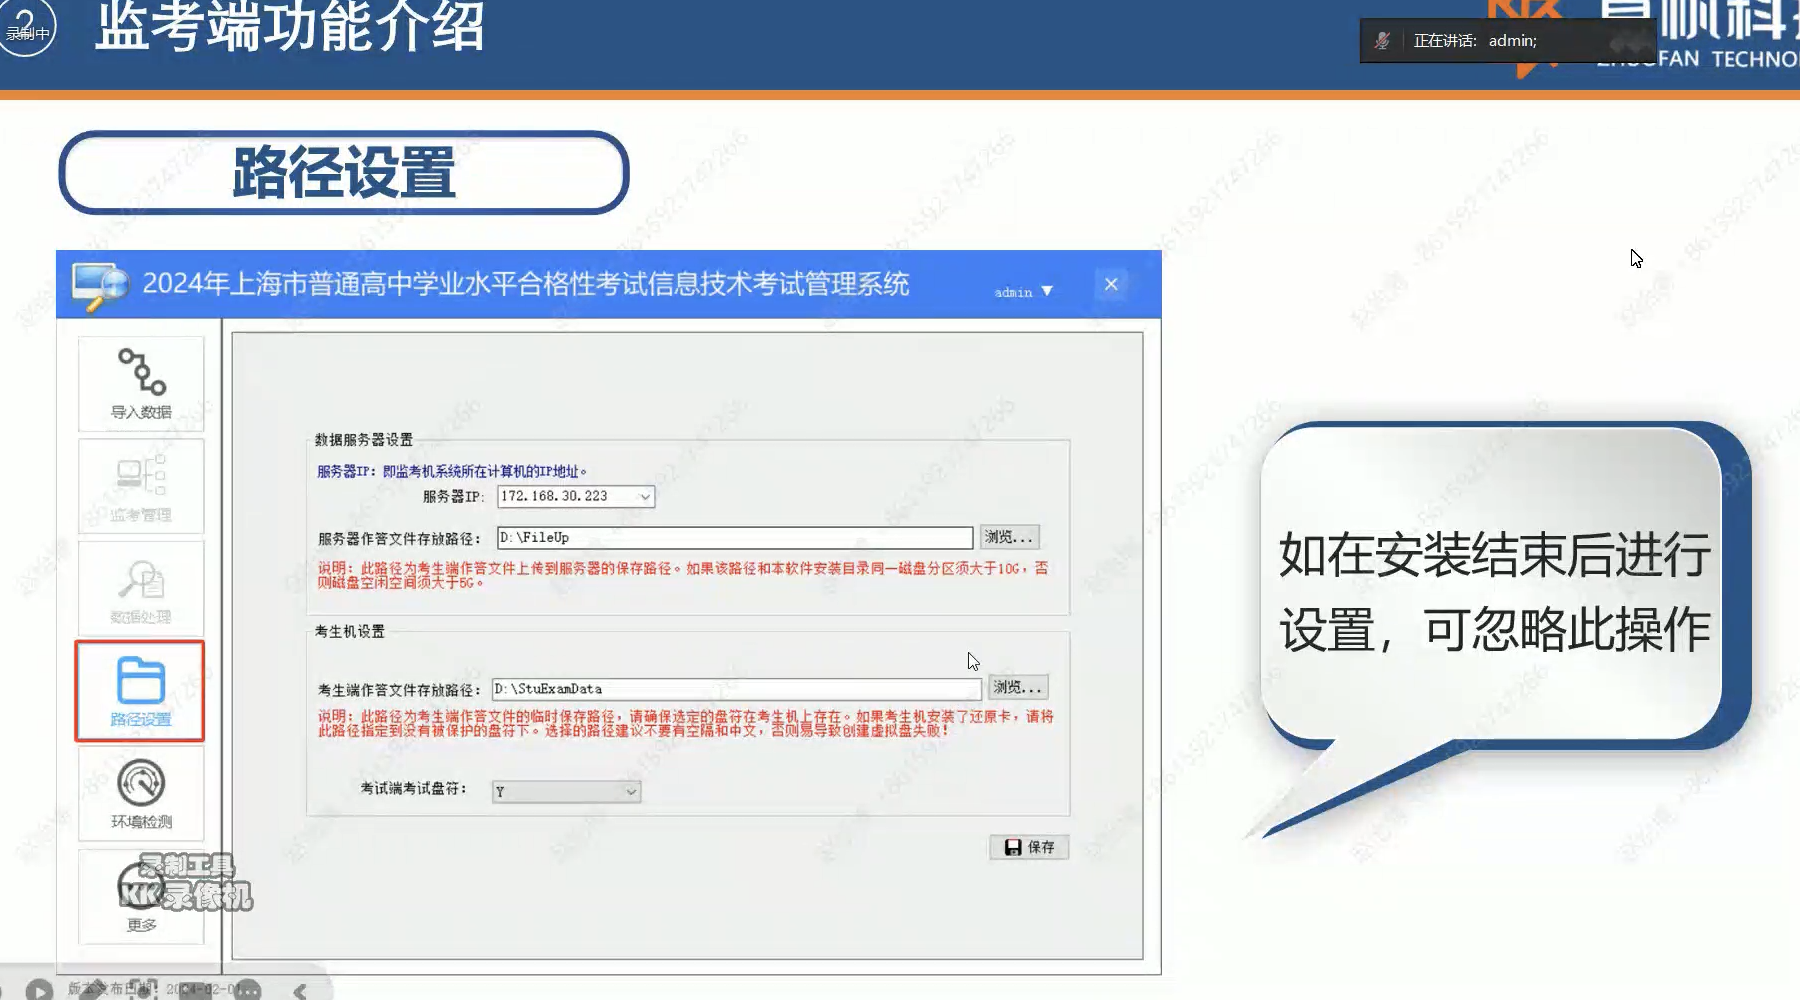 录制中
监考端功能介绍
正在讲话: admin;
TECHNO
路径设置
2024年上海市普通高中学业水平合格性考试信息技术考试管理系统
admin
导入数据
监考管理
数据处理
路径设置
环境检测
更多
数据服务器设置
服务器IP: 即监考机系统所在计算机的IP地址。
服务器IP:
172.168.30.223
服务器作答文件存放路径:
D:\FileUp
浏览...
说明: 此路径为考生端作答文件上传到服务器的保存路径。如果该路径和本软件安装目录同一磁盘分区须大于10G, 否
则磁盘空闲空间须大于5G。
考生机设置
考生端作答文件存放路径:
D:\StuExamData
浏览...
说明: 此路径为考生端作答文件的临时保存路径, 请确保选定的盘符在考生机上存在。如果考生机安装了还原卡, 请将
此路径指定到没有被保护的盘符下。选择的路径建议不要有空隔和中文, 否则易导致创建虚拟盘失败!
考试端考试盘符:
Y
保存
如在安装结束后进行
设置，可忽略此操作
录制工具
KK录像机
版本发布日期: 2024-02-01